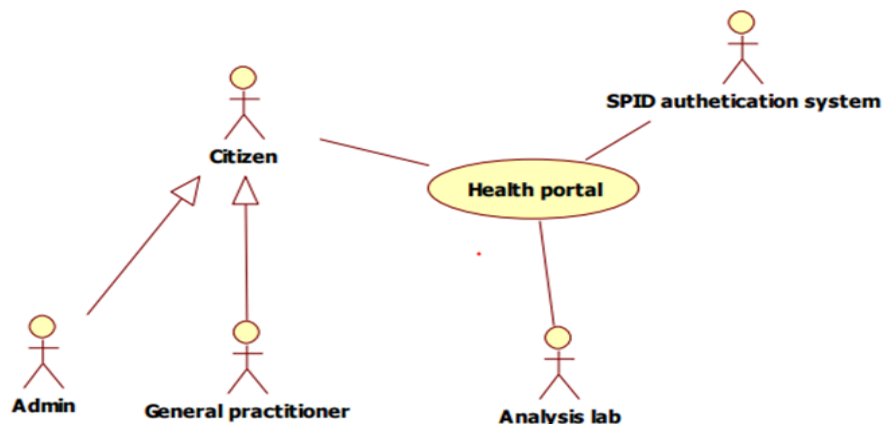 SPID authetication system
Citizen
Health portal
Admin
General practitioner
Analysis lab